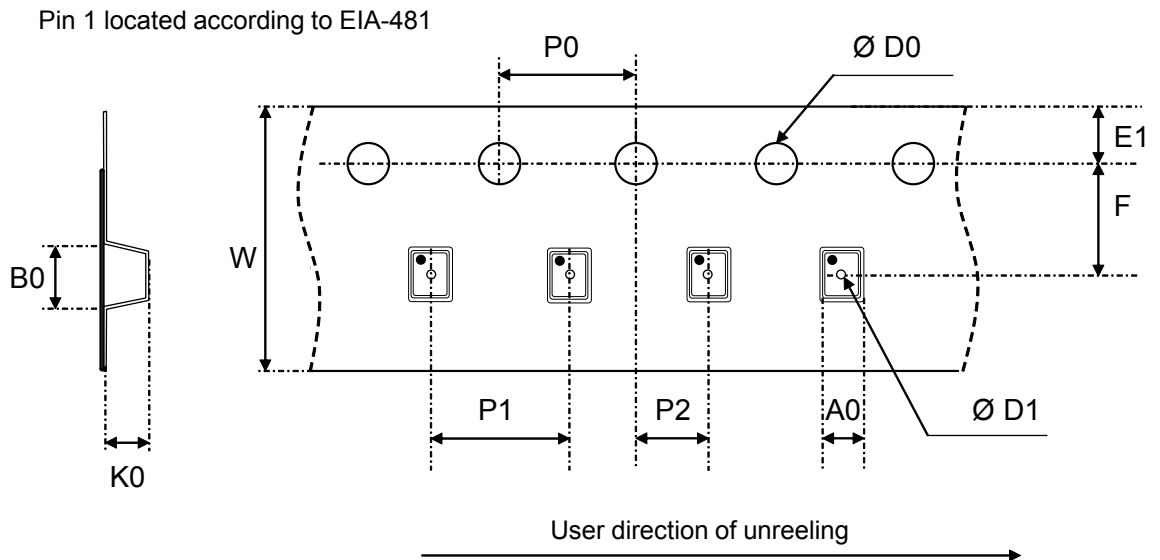 Pin 1 located according to EIA-481
P0
Ø D0
E1
F
W
B0
P1
P2
A0
Ø D1
K0
User direction of unreeling